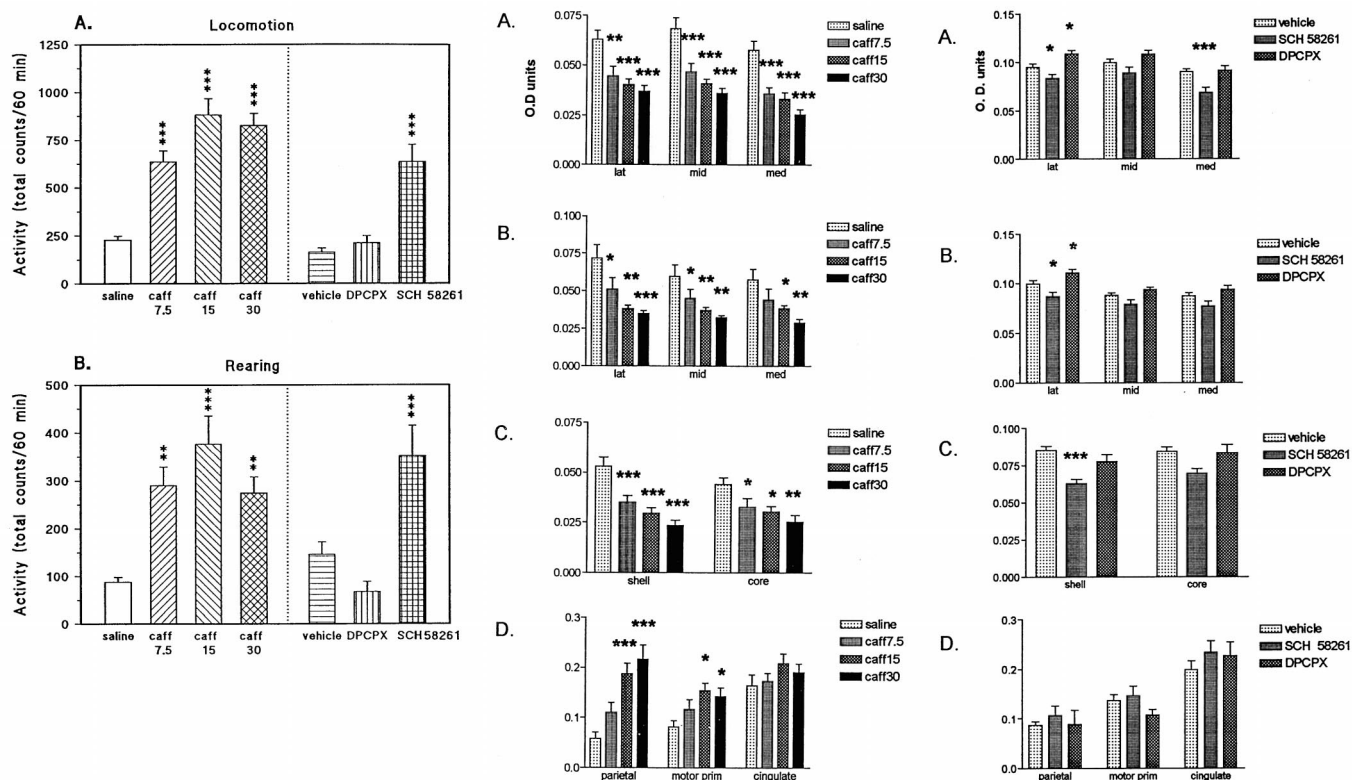 A.
Locomotion
Activity (total counts/60 min)
1250
1000
750
500
250
0
***
***
***
***
saline
caff 7.5
caff 15
caff 30
vehicle
DPCPX
SCH 58261
B.
Rearing
Activity (total counts/60 min)
500
400
300
200
100
0
**
***
**
***
saline
caff 7.5
caff 15
caff 30
vehicle
DPCPX
SCH 58261
A.
O.D units
0.075
0.050
0.025
0.000
** *** ***
*** *** ***
*** *** ***
lat
mid
med
saline
caff7.5
caff15
caff30
B.
0.100
0.075
0.050
0.025
0.000
* ** ***
* ** **
* **
lat
mid
med
saline
caff7.5
caff15
caff30
C.
0.075
0.050
0.025
0.000
*** *** ***
* * **
shell
core
saline
caff7.5
caff15
caff30
D.
0.3
0.2
0.1
0.0
*** ***
* *
parietal
motor prim
cingulate
saline
caff7.5
caff15
caff30
A.
O. D. units
0.15
0.10
0.05
0.00
* *
***
lat
mid
med
vehicle
SCH 58261
DPCPX
B.
0.15
0.10
0.05
0.00
* *
lat
mid
med
vehicle
SCH 58261
DPCPX
C.
0.100
0.075
0.050
0.025
0.000
***
shell
core
vehicle
SCH 58261
DPCPX
D.
0.3
0.2
0.1
0.0
parietal
motor prim
cingulate
vehicle
SCH 58261
DPCPX